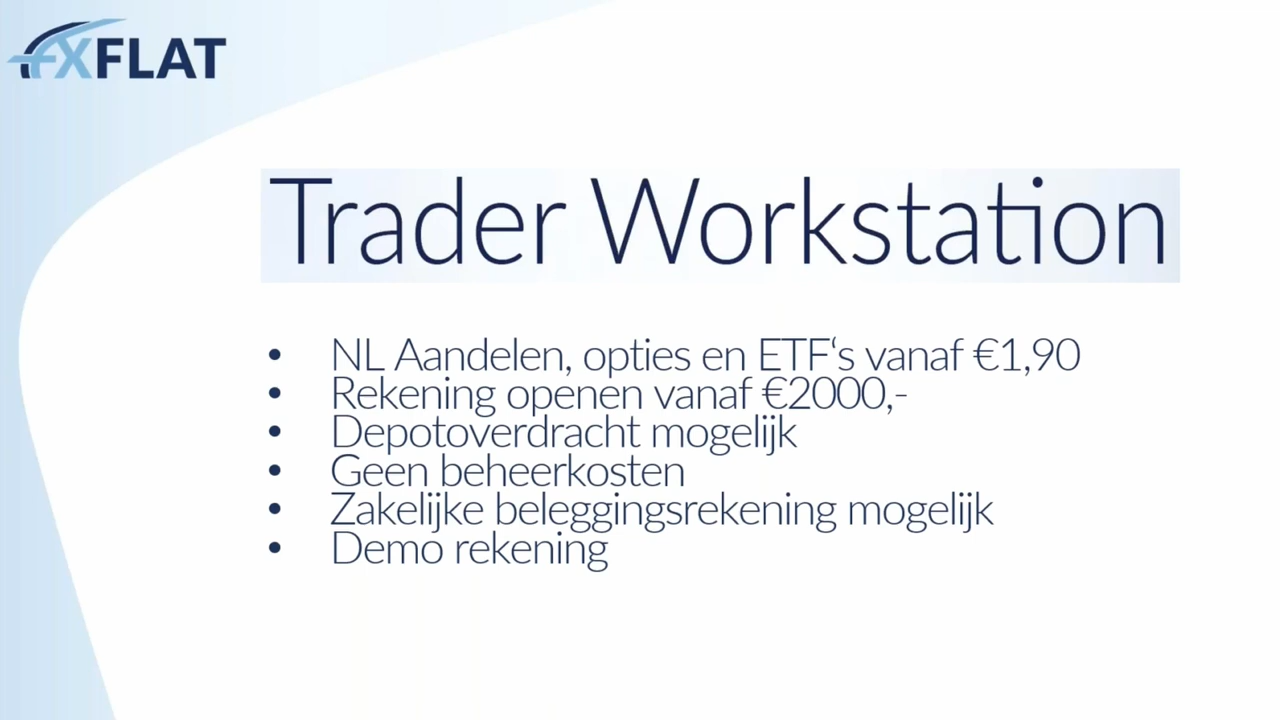 FXFLAT
Trader Workstation
• NL Aandelen, opties en ETF‘s vanaf €1,90
• Rekening openen vanaf €2000,-
• Depotoverdracht mogelijk
• Geen beheerkosten
• Zakelijke beleggingsrekening mogelijk
• Demo rekening